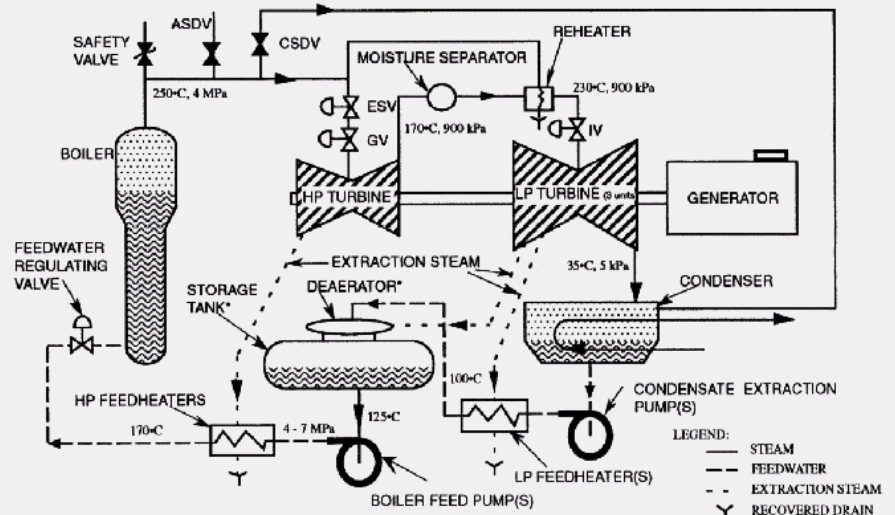 ASDV
SAFETY
VALVE
CSDV
REHEATER
MOISTURE SEPARATOR
250•C, 4 MPa
230•C, 900 kPa
ESV
170•C, 900 kPa
IV
BOILER
GV
HP TURBINE
LP TURBINE (3 units
GENERATOR
FEEDWATER
REGULATING
VALVE
EXTRACTION STEAM
35•C, 5 kPa
CONDENSER
STORAGE
TANK*
DEAERATOR*
100•C
CONDENSATE EXTRACTION
PUMP(S)
HP FEEDHEATERS
125•C
170•C
4 - 7 MPa
LEGEND:
STEAM
LP FEEDHEATER(S)
FEEDWATER
BOILER FEED PUMP(S)
EXTRACTION STEAM
RECOVERED DRAIN